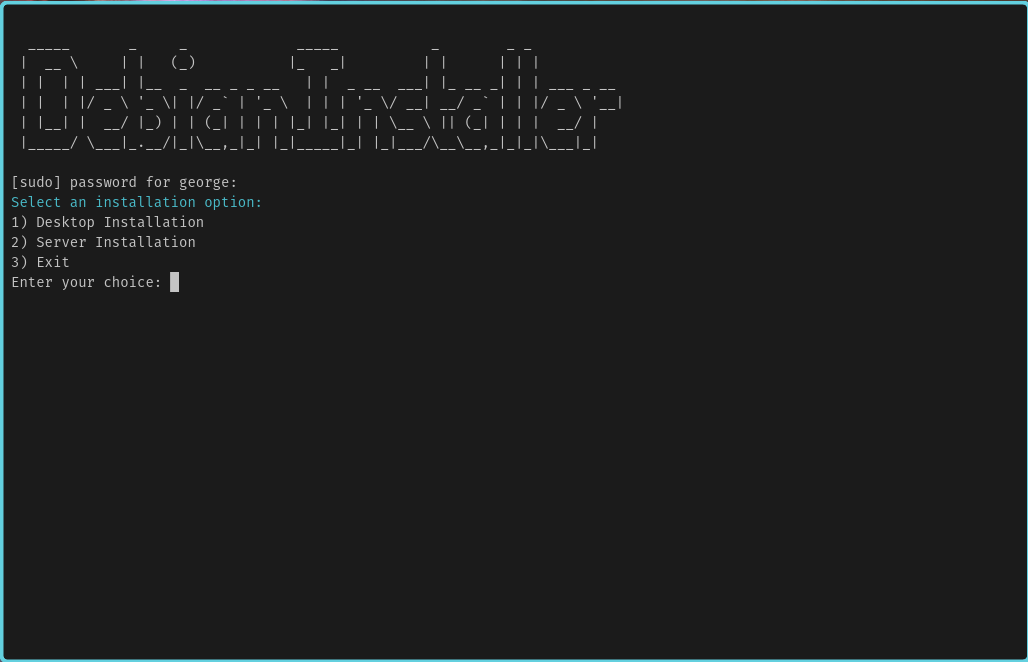 DebianInstaller
[sudo] password for george:
Select an installation option:
1) Desktop Installation
2) Server Installation
3) Exit
Enter your choice: